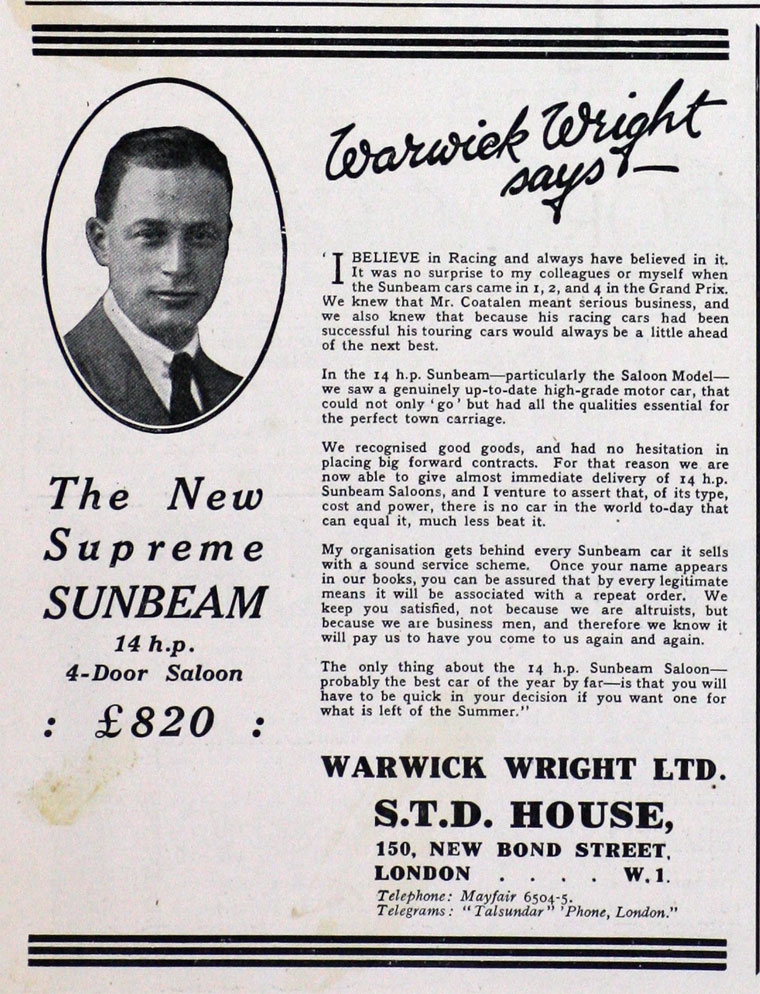 Warwick Wright
says —
' I BELIEVE in Racing and always have believed in it.
It was no surprise to my colleagues or myself when
the Sunbeam cars came in 1, 2, and 4 in the Grand Prix.
We knew that Mr. Coatalen meant serious business, and
we also knew that because his racing cars had been
successful his touring cars would always be a little ahead
of the next best.
In the 14 h.p. Sunbeam—particularly the Saloon Model—
we saw a genuinely up-to-date high-grade motor car, that
could not only 'go' but had all the qualities essential for
the perfect town carriage.
We recognised good goods, and had no hesitation in
placing big forward contracts. For that reason we are
now able to give almost immediate delivery of 14 h.p.
Sunbeam Saloons, and I venture to assert that, of its type,
cost and power, there is no car in the world to-day that
can equal it, much less beat it.
My organisation gets behind every Sunbeam car it sells
with a sound service scheme. Once your name appears
in our books, you can be assured that by every legitimate
means it will be associated with a repeat order. We
keep you satisfied, not because we are altruists, but
because we are business men, and therefore we know it
will pay us to have you come to us again and again.
The only thing about the 14 h.p. Sunbeam Saloon—
probably the best car of the year by far—is that you will
have to be quick in your decision if you want one for
what is left of the Summer."
The New
Supreme
SUNBEAM
14 h.p.
4-Door Saloon
: £820 :
WARWICK WRIGHT LTD.
S.T.D. HOUSE,
150, NEW BOND STREET,
LONDON . . . . W.1.
Telephone: Mayfair 6504-5.
Telegrams: "Talsundar" 'Phone, London."